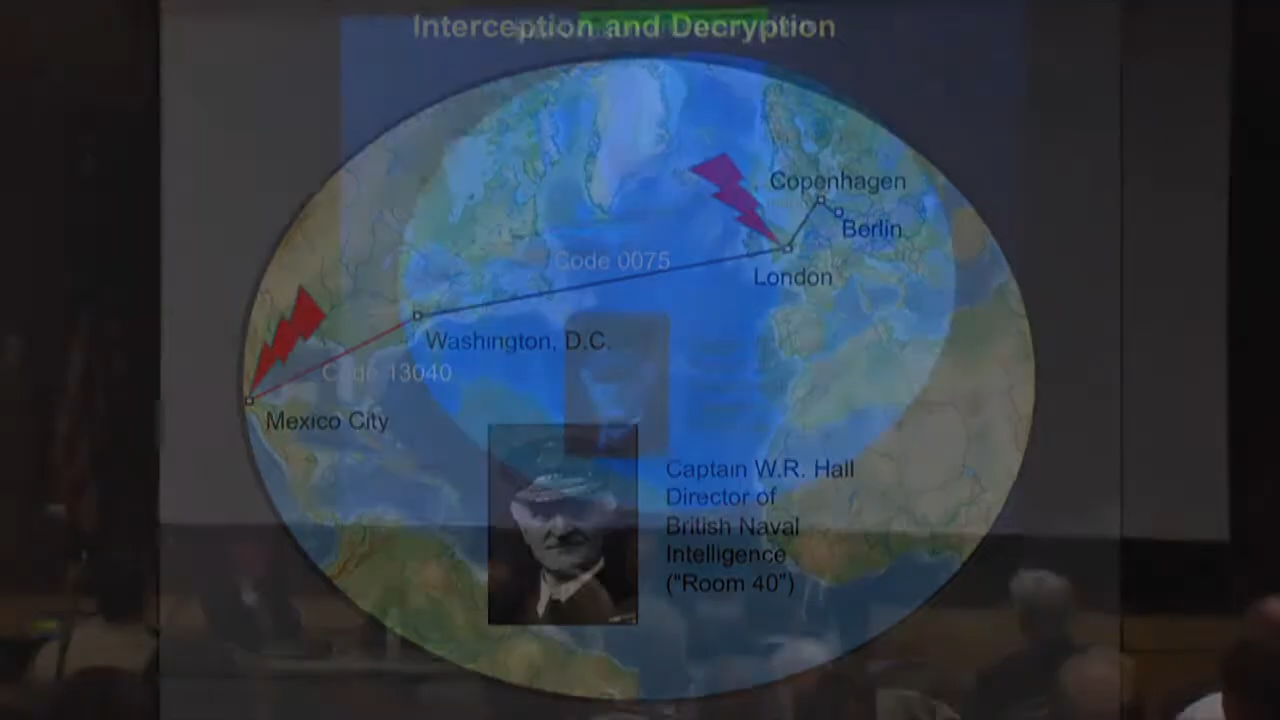 Interception and Decryption
Copenhagen
Berlin
Code 0075
London
Washington, D.C.
Code 13040
Mexico City
Captain W.R. Hall
Director of
British Naval
Intelligence
("Room 40")